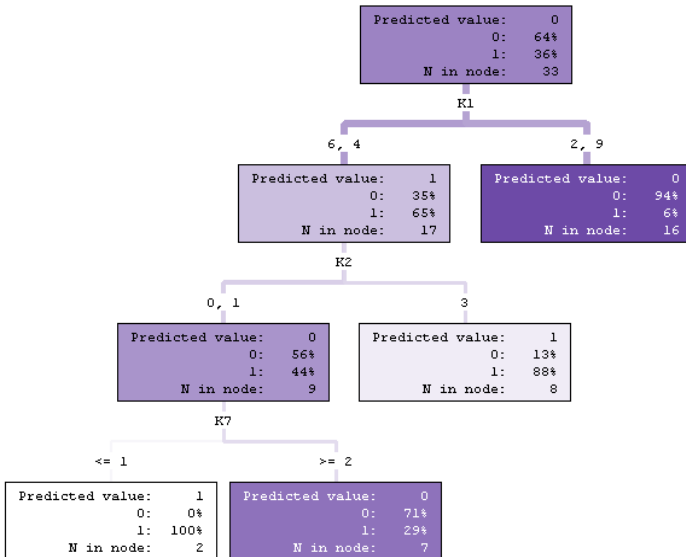 Predicted value: 0
0: 64%
1: 36%
N in node: 33
K1
6, 4
2, 9
Predicted value: 1
0: 35%
1: 65%
N in node: 17
Predicted value: 0
0: 94%
1: 6%
N in node: 16
K2
0, 1
3
Predicted value: 0
0: 56%
1: 44%
N in node: 9
Predicted value: 1
0: 13%
1: 88%
N in node: 8
K7
<= 1
>= 2
Predicted value: 1
0: 0%
1: 100%
N in node: 2
Predicted value: 0
0: 71%
1: 29%
N in node: 7